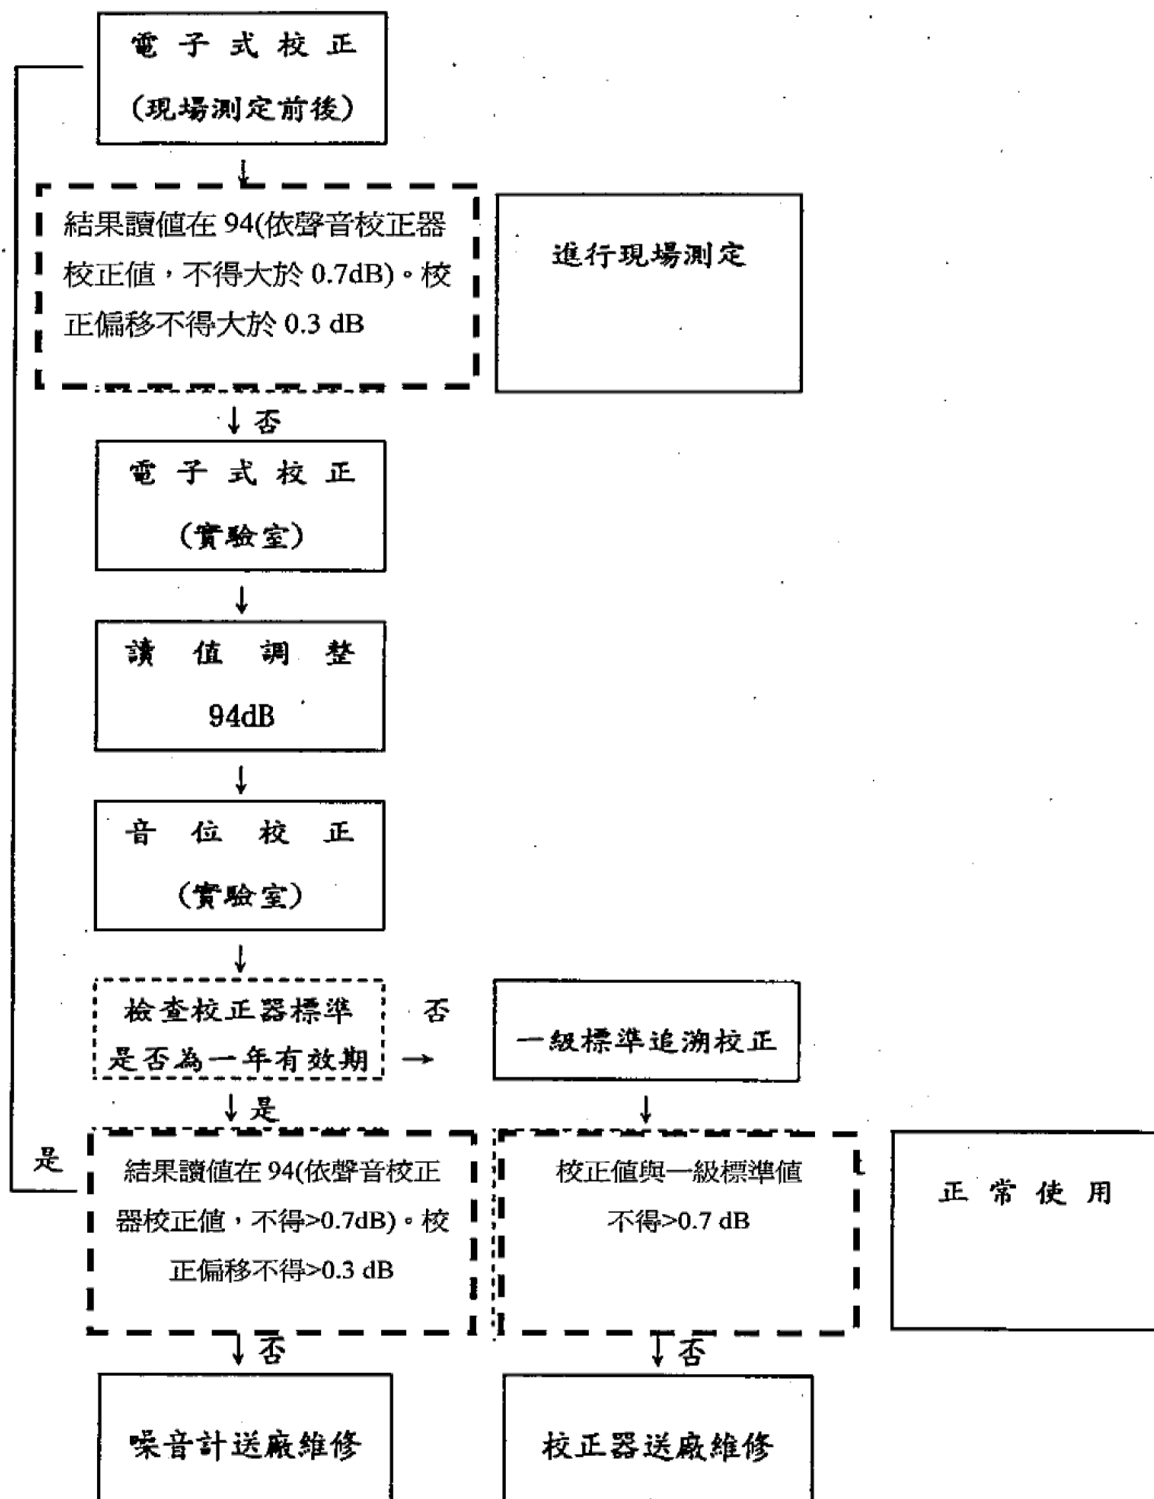 電子式校正
(現場測定前後)
↓
結果讀值在 94(依聲音校正器
校正值，不得大於 0.7dB)。校
正偏移不得大於 0.3 dB
進行現場測定
↓ 否
電子式校正
(實驗室)
↓
讀值調整
94dB
↓
音位校正
(實驗室)
↓
檢查校正器標準
是否為一年有效期
否
→
一級標準追溯校正
↓ 是
↓
是
結果讀值在 94(依聲音校正
器校正值，不得>0.7dB)。校
正偏移不得>0.3 dB
校正值與一級標準值
不得>0.7 dB
正常使用
↓ 否
↓ 否
噪音計送廠維修
校正器送廠維修